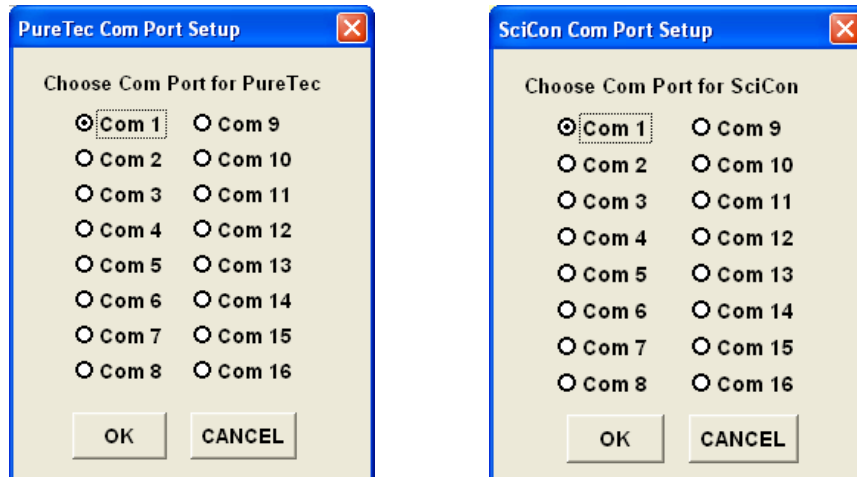 PureTec Com Port Setup
Choose Com Port for PureTec
Com 1 Com 9
Com 2 Com 10
Com 3 Com 11
Com 4 Com 12
Com 5 Com 13
Com 6 Com 14
Com 7 Com 15
Com 8 Com 16
OK CANCEL
SciCon Com Port Setup
Choose Com Port for SciCon
Com 1 Com 9
Com 2 Com 10
Com 3 Com 11
Com 4 Com 12
Com 5 Com 13
Com 6 Com 14
Com 7 Com 15
Com 8 Com 16
OK CANCEL